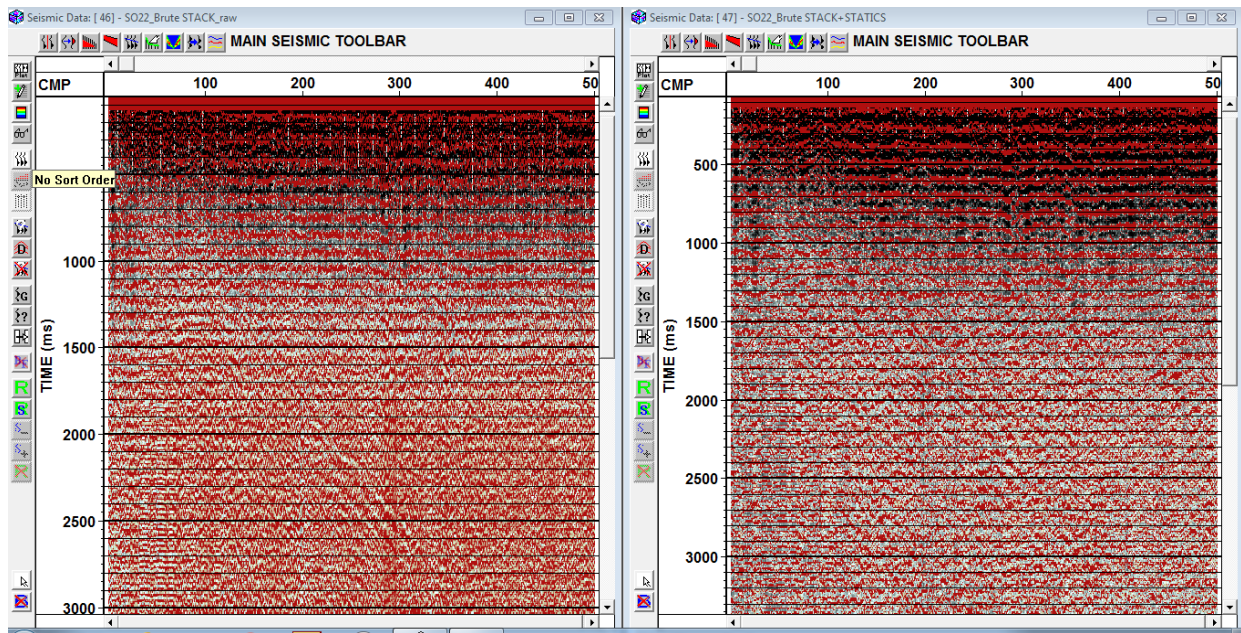 Seismic Data: [ 46] - SO22_Brute STACK_raw
MAIN SEISMIC TOOLBAR
CMP 100 200 300 400 50
No Sort Order
1000
1500
2000
2500
3000
TIME (ms)
Plot
D
G
?
R
S
Seismic Data: [ 47] - SO22_Brute STACK+STATICS
MAIN SEISMIC TOOLBAR
CMP 100 200 300 400 50
500
1000
1500
2000
2500
3000
TIME (ms)
Plot
D
G
?
R
S